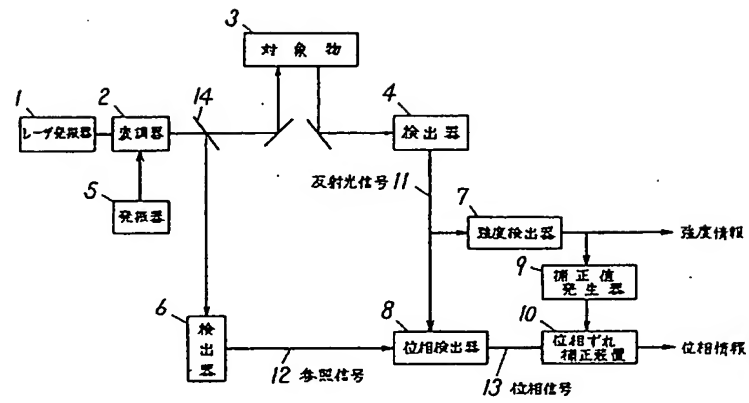 3
対象物
1
レーザ発振器
2
変調器
14
4
検出器
5
発振器
反射光信号 11
7
強度検出器
強度情報
9
補正値
発生器
6
検出器
8
位相検出器
10
位相ずれ
補正装置
位相情報
12 参照信号
13 位相信号